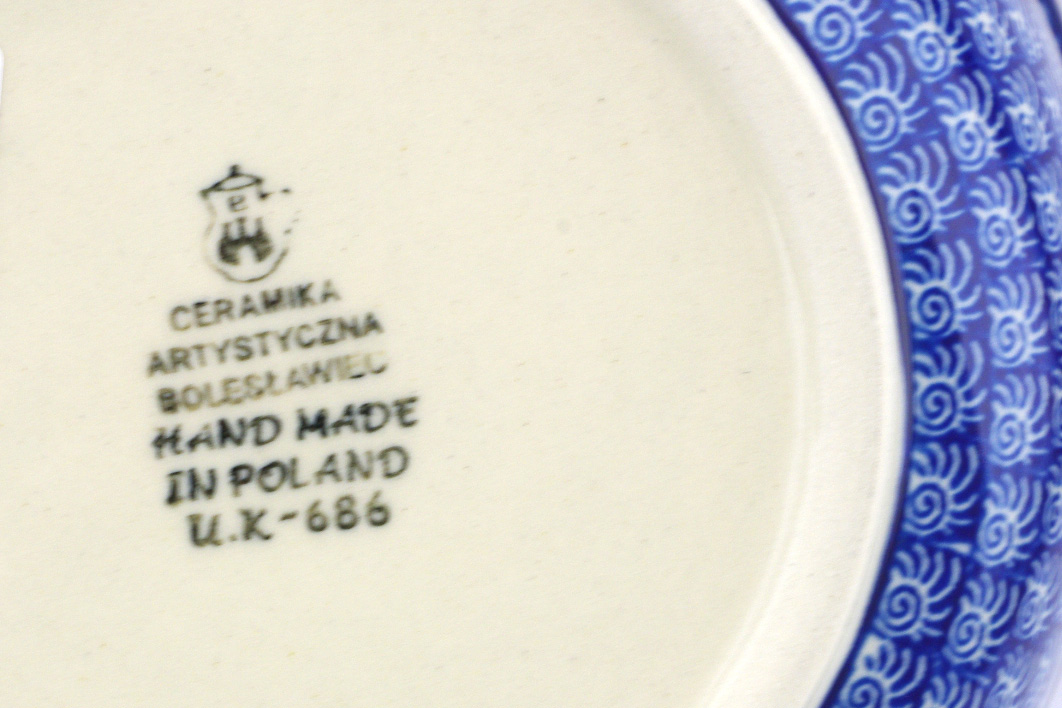 e
CERAMIKA
ARTYSTYCZNA
BOLESŁAWIEC
HAND MADE
IN POLAND
U.K-686